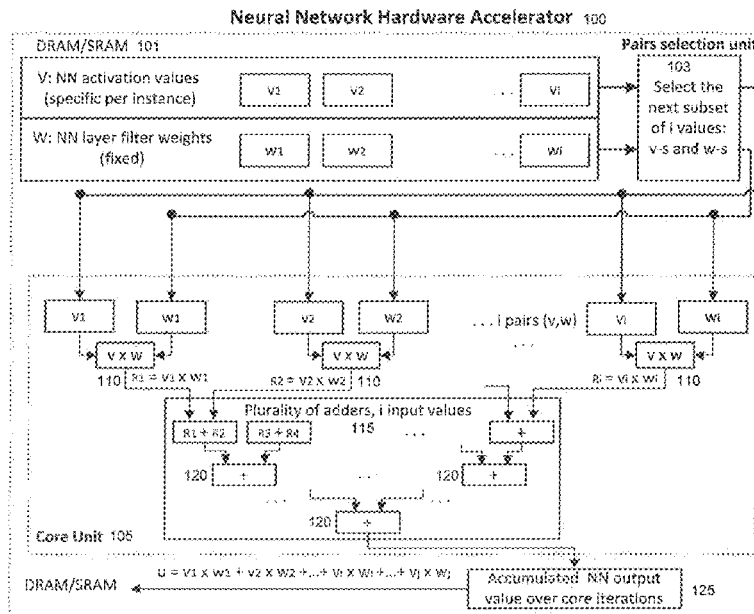 Neural Network Hardware Accelerator 100
DRAM/SRAM 101
Pairs selection unit
V: NN activation values
(specific per instance)
v1
v2
...
Vi
W: NN layer filter weights
(fixed)
W1
W2
...
Wi
103
Select the
next subset
of i values:
v-s and w-s
V1
W1
V2
W2
... i pairs (v,w)
...
Vi
Wi
V x W
V x W
V x W
110
R1 = V1 x W1
R2 = V2 x W2
110
Ri = Vi x Wi
110
Plurality of adders, i input values
115
R1 + R2
R3 + R4
...
+
120
+
...
120
+
...
...
120
+
Core Unit 105
U = V1 x W1 + V2 x W2 +...+ Vi x Wi +...+ Vj x Wj
DRAM/SRAM
Accumulated NN output
value over core iterations
125